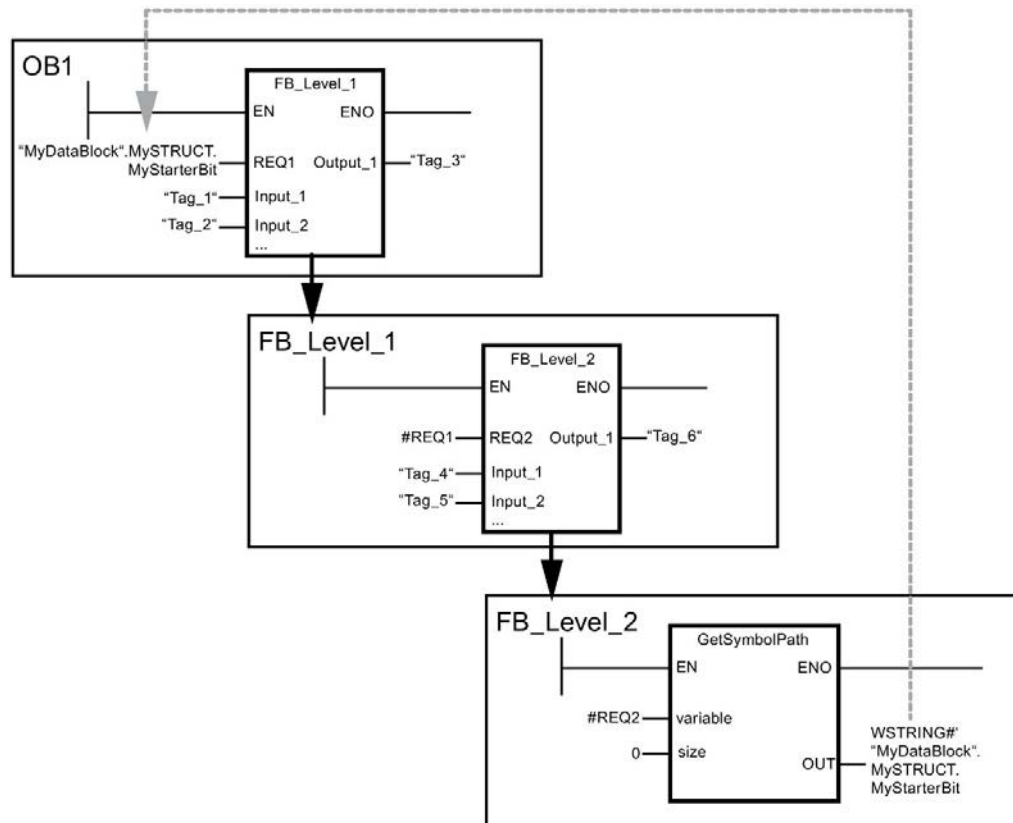 OB1
FB_Level_1
EN ENO
"MyDataBlock".MySTRUCT.
MyStarterBit
REQ1 Output_1 "Tag_3"
"Tag_1" Input_1
"Tag_2" Input_2
...
FB_Level_1
FB_Level_2
EN ENO
#REQ1 REQ2 Output_1 "Tag_6"
"Tag_4" Input_1
"Tag_5" Input_2
...
FB_Level_2
GetSymbolPath
EN ENO
#REQ2 variable
0 size
OUT
WSTRING#'
"MyDataBlock".
MySTRUCT.
MyStarterBit